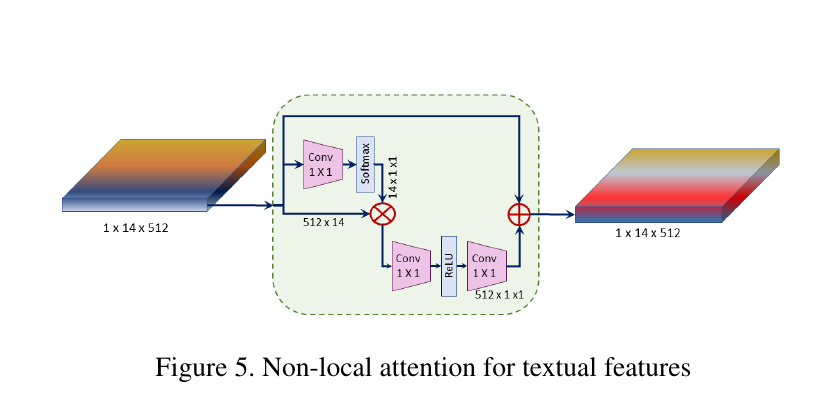 Conv
1 X 1
Softmax
14 x 1 x1
1 x 14 x 512
512 x 14
1 x 14 x 512
Conv
1 X 1
ReLU
Conv
1 X 1
512 x 1 x1
Figure 5. Non-local attention for textual features